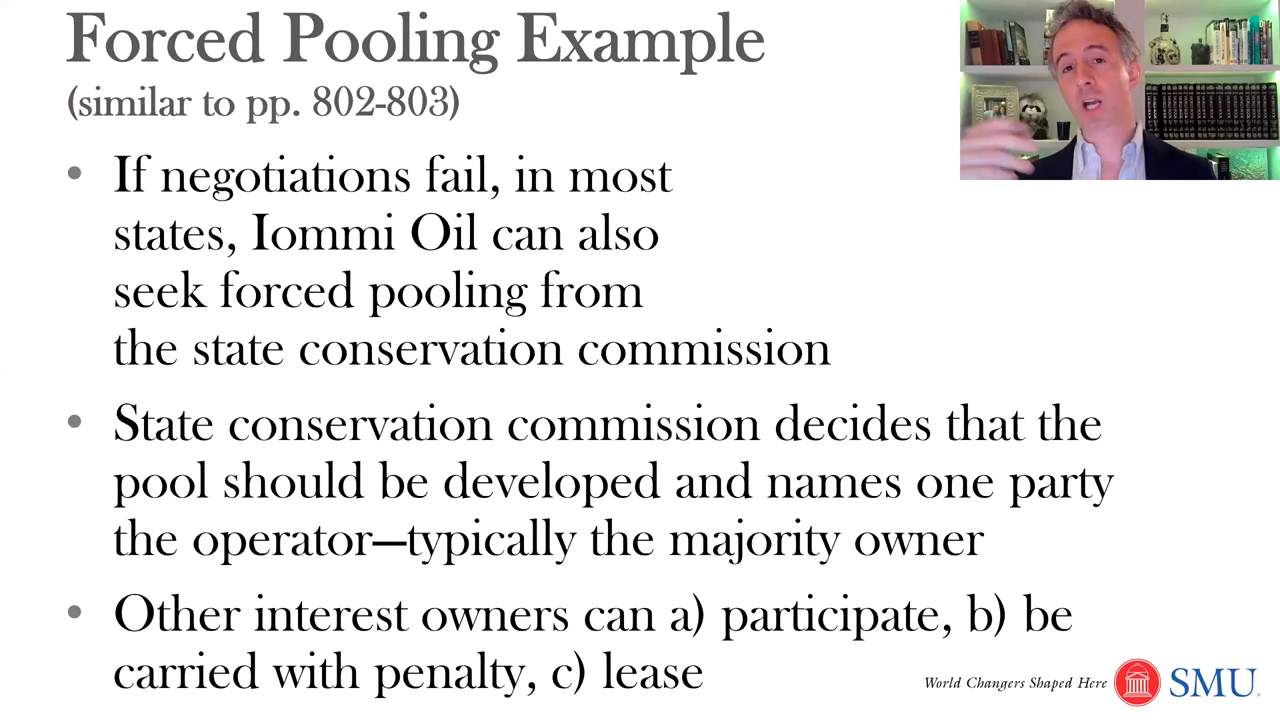 Forced Pooling Example
(similar to pp. 802-803)
• If negotiations fail, in most
states, Iommi Oil can also
seek forced pooling from
the state conservation commission
• State conservation commission decides that the
pool should be developed and names one party
the operator—typically the majority owner
• Other interest owners can a) participate, b) be
carried with penalty, c) lease
World Changers Shaped Here
SMU.